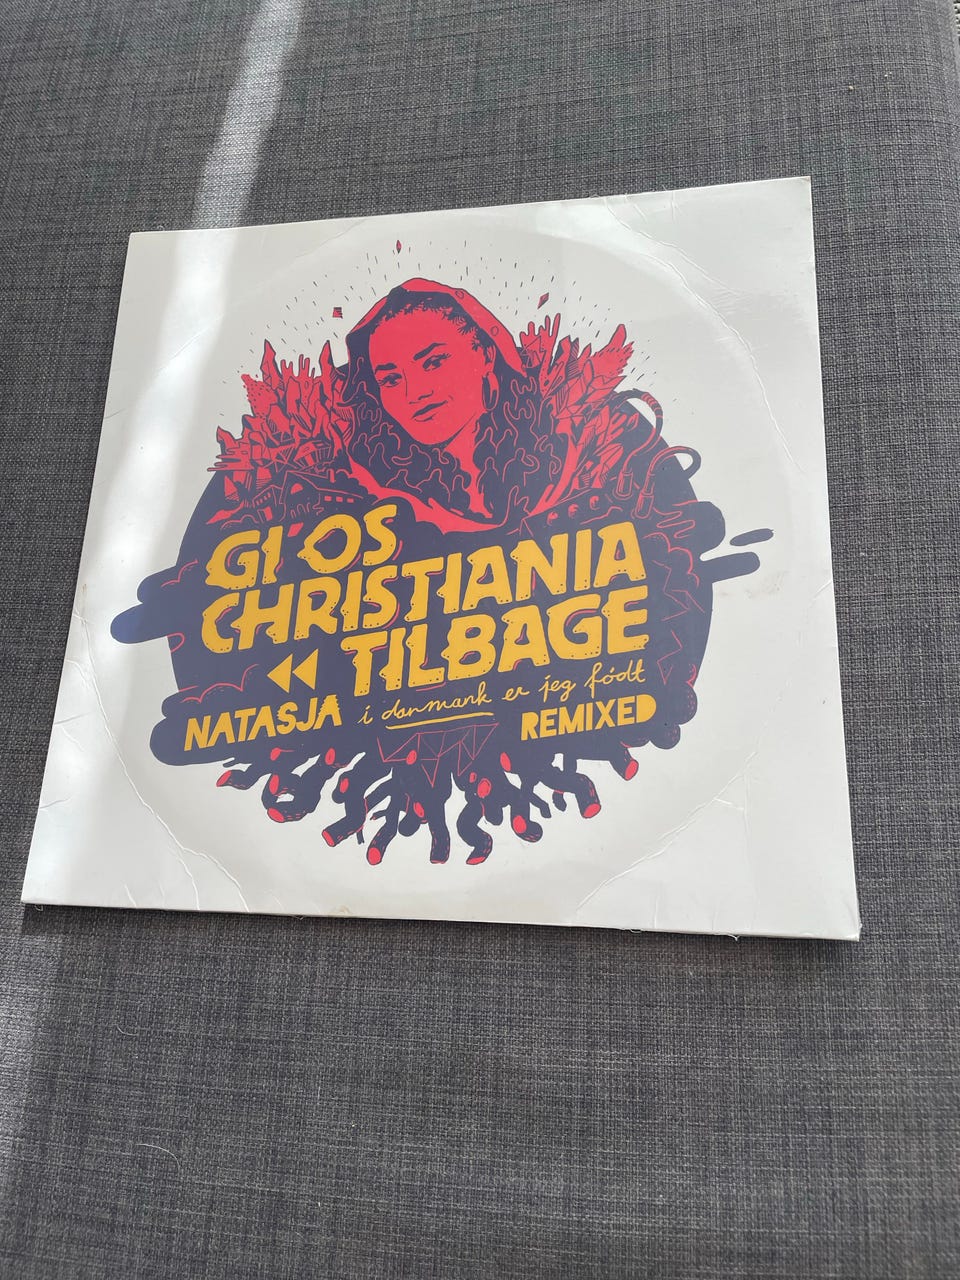 GI OS
CHRISTIANIA
TILBAGE
NATASJA i danmark er jeg født
REMIXED